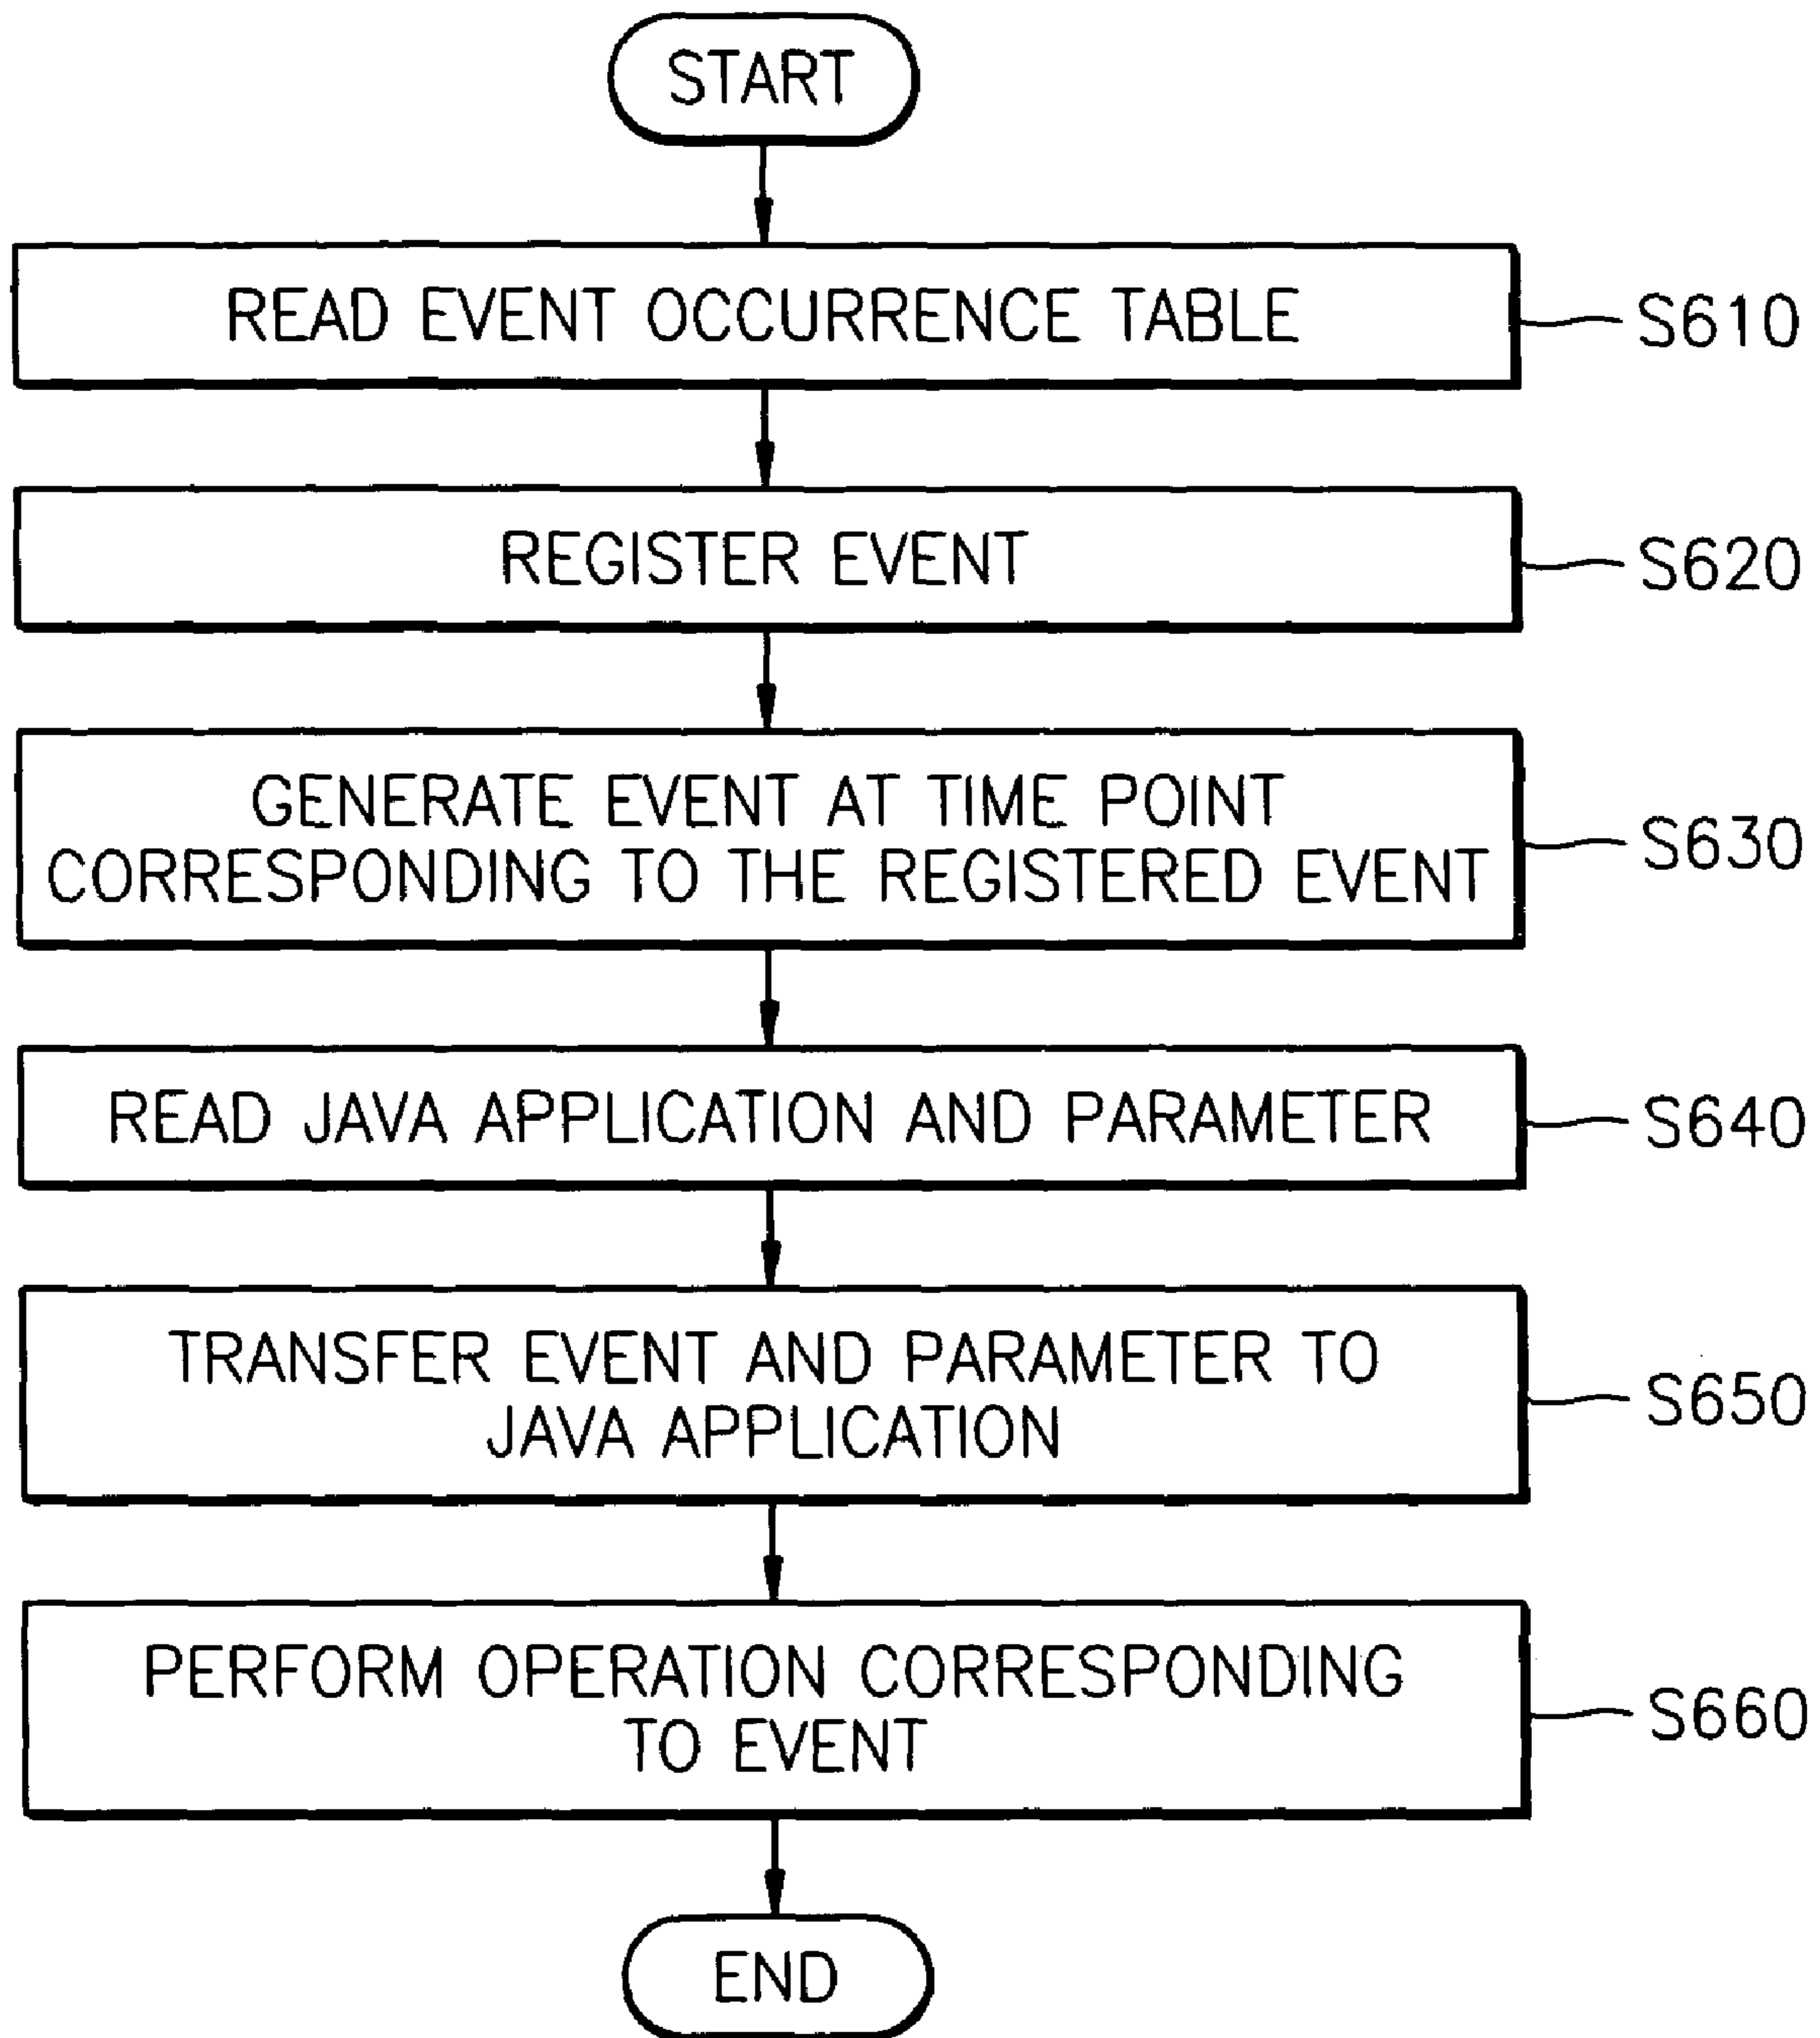 START
READ EVENT OCCURRENCE TABLE
S610
REGISTER EVENT
S620
GENERATE EVENT AT TIME POINT
CORRESPONDING TO THE REGISTERED EVENT
S630
READ JAVA APPLICATION AND PARAMETER
S640
TRANSFER EVENT AND PARAMETER TO
JAVA APPLICATION
S650
PERFORM OPERATION CORRESPONDING
TO EVENT
S660
END